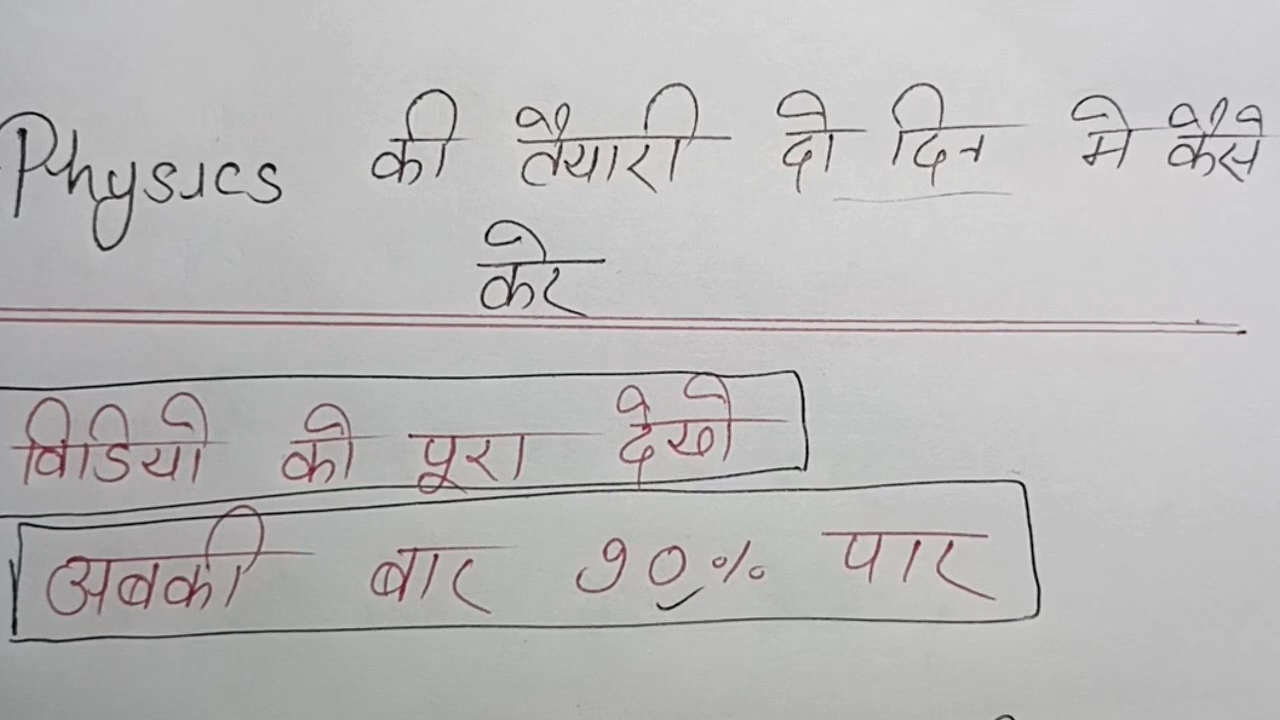 Physics की तैयारी दो दिन मे कैसे
करे
विडियो को पूरा देखो
अबकी बार 90% पार